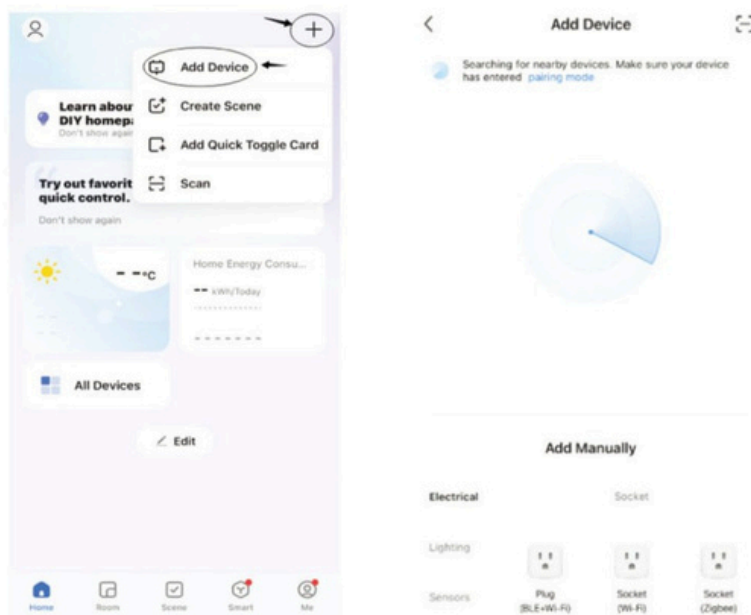 Add Device
Create Scene
Add Quick Toggle Card
Scan
Learn abou
DIY homep
Don't show again
Try out favorit
quick control.
Don't show again
-- °C
Home Energy Consu...
-- kWh/Today
All Devices
Edit
Home
Room
Scene
Smart
Me
Add Device
Searching for nearby devices. Make sure your device
has entered pairing mode
Add Manually
Electrical
Socket
Lighting
Sensors
Plug
(BLE+Wi-Fi)
Socket
(Wi-Fi)
Socket
(Zigbee